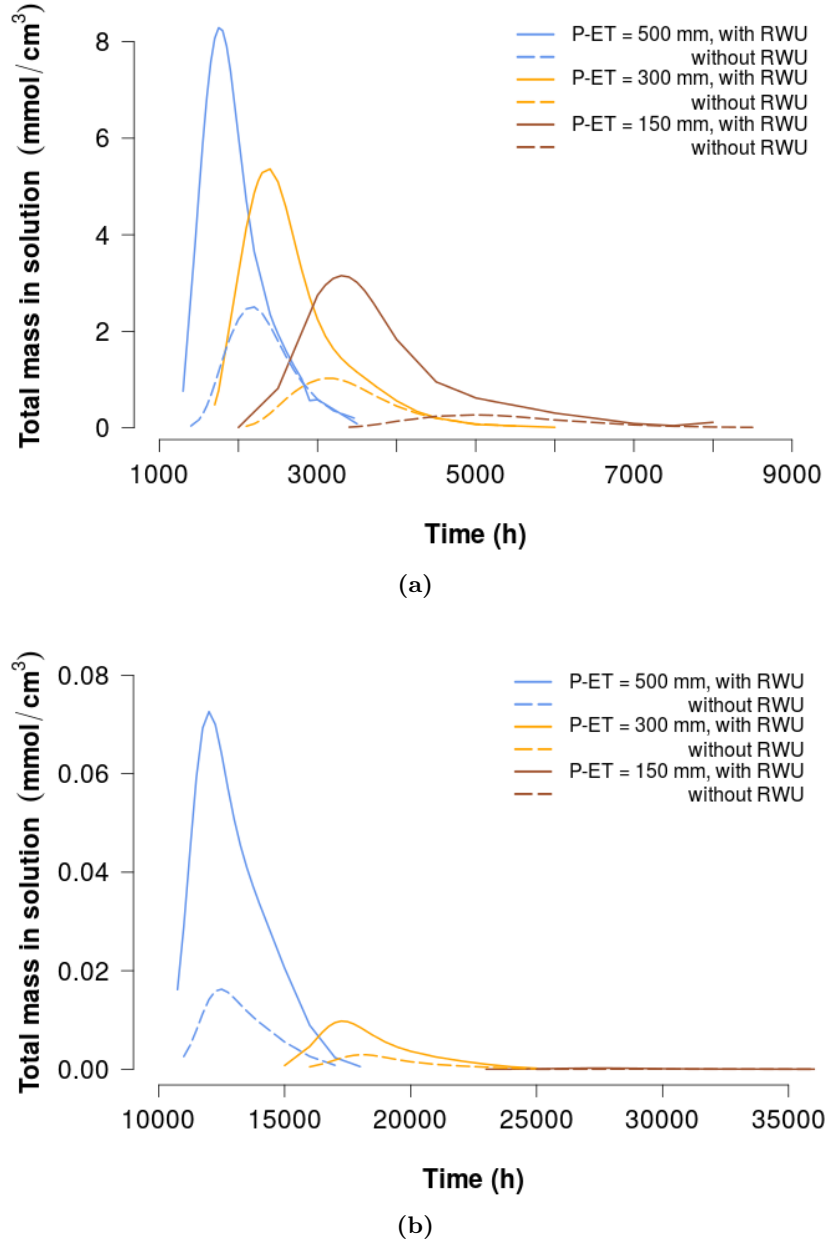 Total mass in solution (mmol/cm³)
8
6
4
2
0
P-ET = 500 mm, with RWU
without RWU
P-ET = 300 mm, with RWU
without RWU
P-ET = 150 mm, with RWU
without RWU
1000 3000 5000 7000 9000
Time (h)
(a)
Total mass in solution (mmol/cm³)
0.08
0.06
0.04
0.02
0.00
P-ET = 500 mm, with RWU
without RWU
P-ET = 300 mm, with RWU
without RWU
P-ET = 150 mm, with RWU
without RWU
10000 15000 20000 25000 30000 35000
Time (h)
(b)